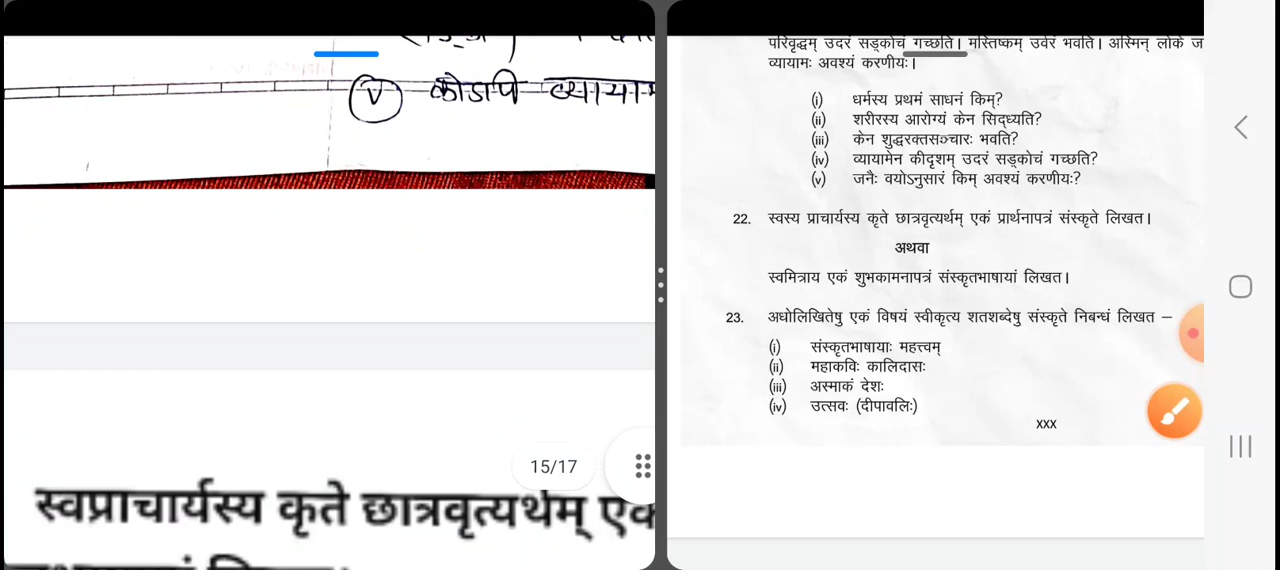 (v) कोऽपि व्यायाम
15/17
स्वप्राचार्यस्य कृते छात्रवृत्यर्थम् एक
परिवृद्धम् उदरं सड्कोचं गच्छति। मस्तिष्कम् उर्वरं भवति। अस्मिन् लोके ज
व्यायामः अवश्यं करणीयः।
(i) धर्मस्य प्रथमं साधनं किम्?
(ii) शरीरस्य आरोग्यं केन सिद्ध्यति?
(iii) केन शुद्धरक्तसञ्चारः भवति?
(iv) व्यायामेन कीदृशम् उदरं सड्कोचं गच्छति?
(v) जनैः वयोऽनुसारं किम् अवश्यं करणीयः?
22. स्वस्य प्राचार्यस्य कृते छात्रवृत्यर्थम् एकं प्रार्थनापत्रं संस्कृते लिखत।
अथवा
स्वमित्राय एकं शुभकामनापत्रं संस्कृतभाषायां लिखत।
23. अधोलिखितेषु एकं विषयं स्वीकृत्य शतशब्देषु संस्कृते निबन्धं लिखत –
(i) संस्कृतभाषायाः महत्त्वम्
(ii) महाकविः कालिदासः
(iii) अस्माकं देशः
(iv) उत्सवः (दीपावलिः)
xxx